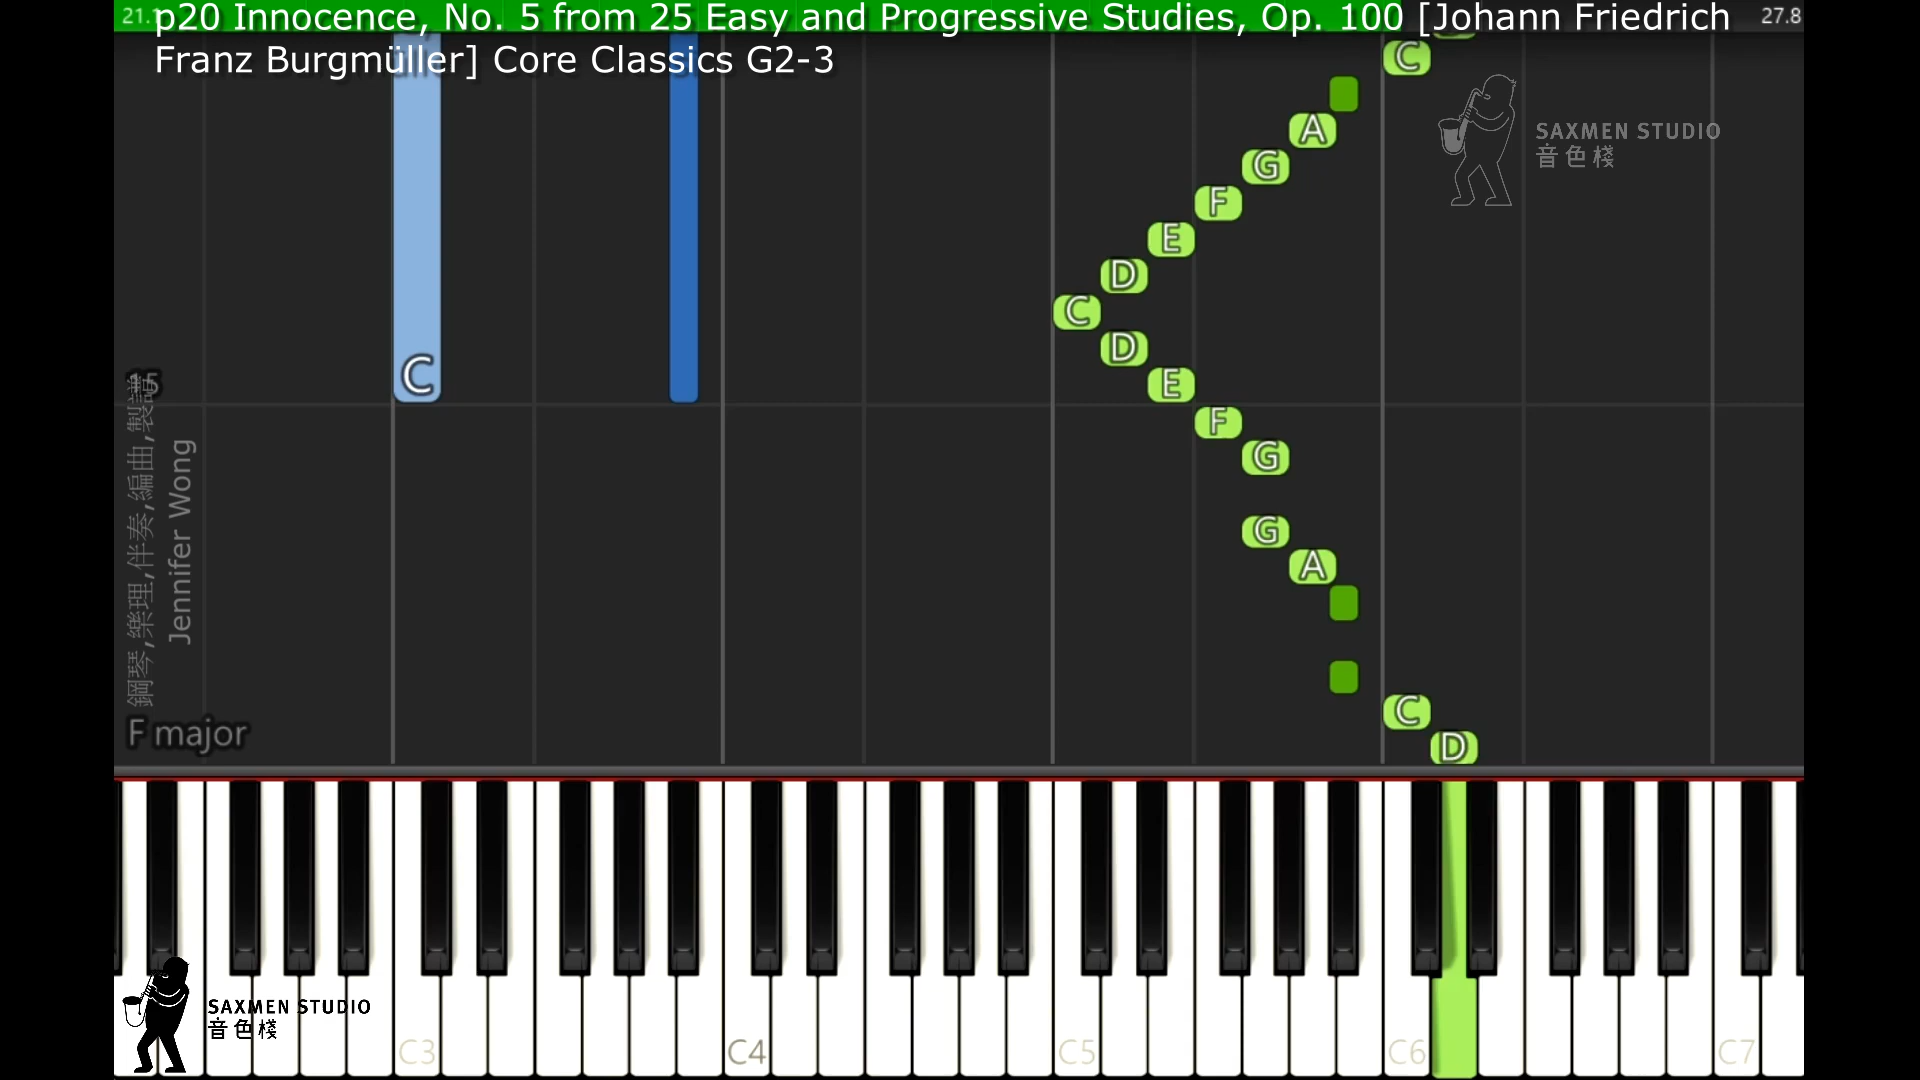 21.1
p20 Innocence, No. 5 from 25 Easy and Progressive Studies, Op. 100 [Johann Friedrich
Franz Burgmüller] Core Classics G2-3
27.8
C
A
G
F
E
D
C
D
E
F
G
G
A
C
D
C
SAXMEN STUDIO
音色棧
15
鋼琴,樂理,伴奏,編曲,製譜
Jennifer Wong
F major
SAXMEN STUDIO
音色棧
C3
C4
C5
C6
C7